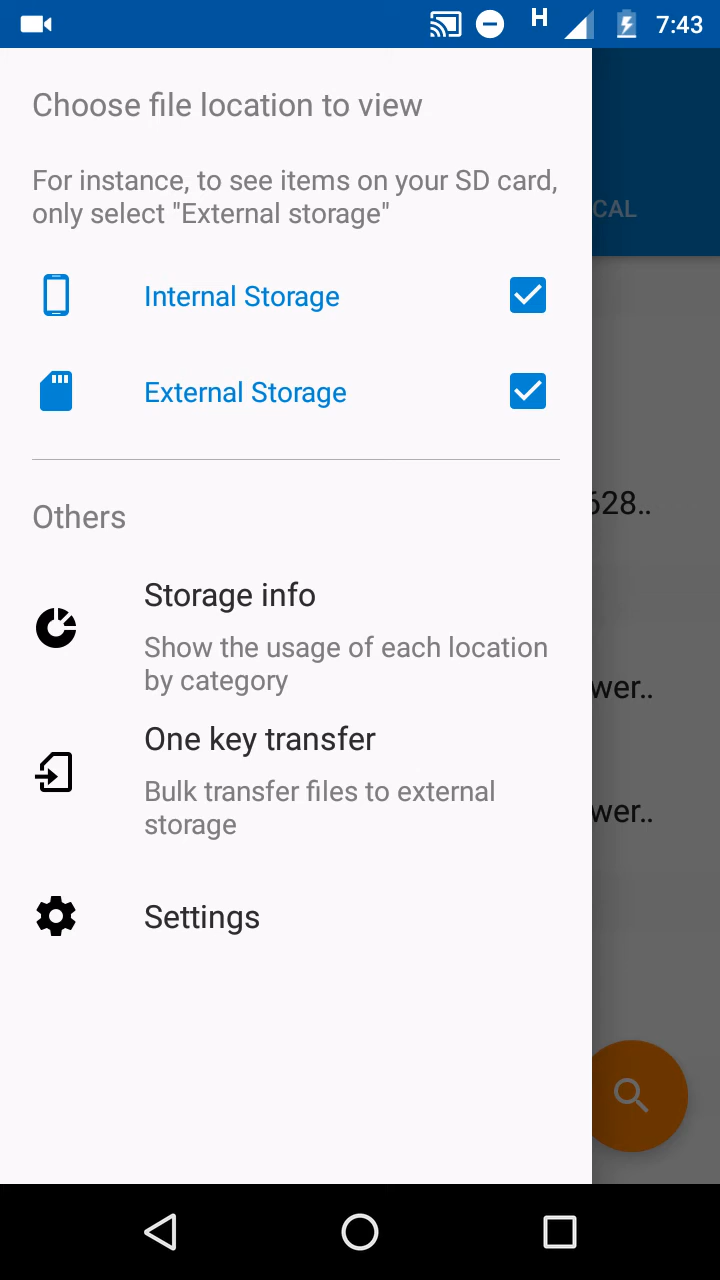 H 7:43
Choose file location to view
For instance, to see items on your SD card,
only select "External storage"
CAL
Internal Storage
External Storage
628..
Others
Storage info
Show the usage of each location
by category
wer..
One key transfer
Bulk transfer files to external
storage
wer..
Settings